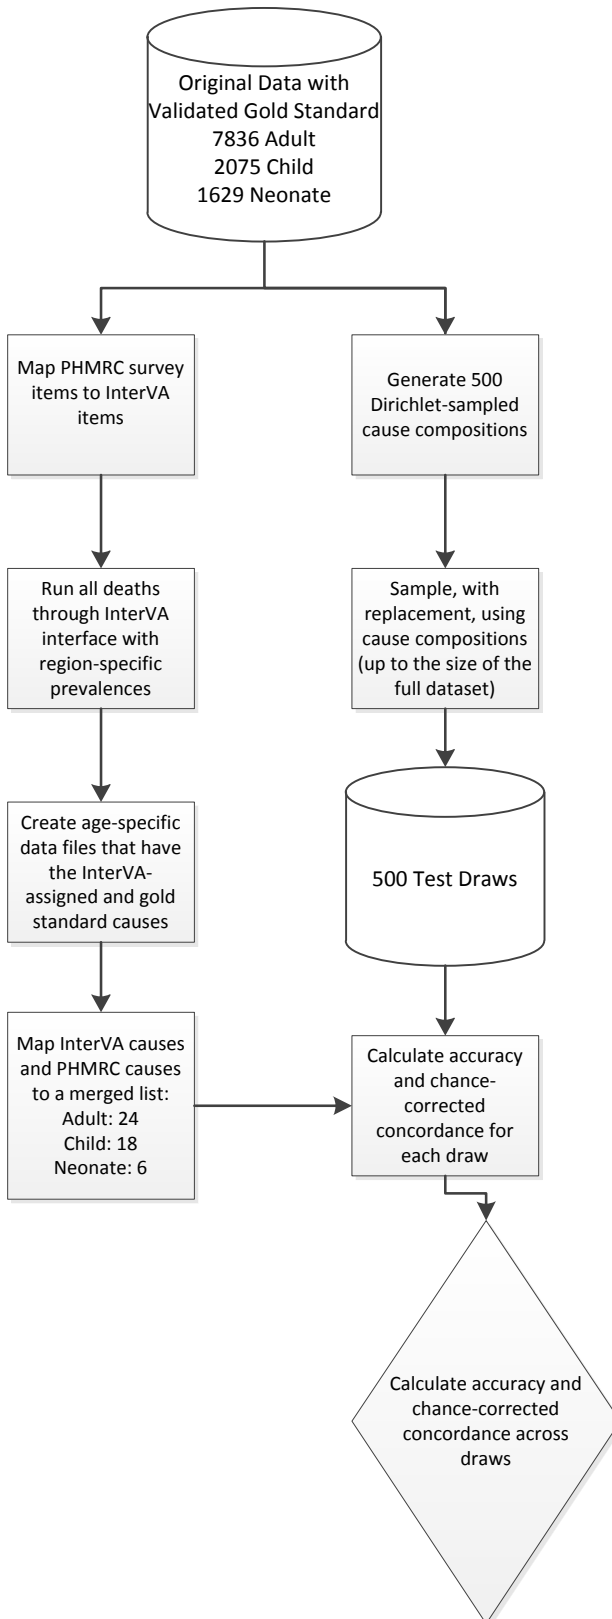 Original Data with
Validated Gold Standard
7836 Adult
2075 Child
1629 Neonate
Map PHMRC survey
items to InterVA
items
Generate 500
Dirichlet-sampled
cause compositions
Run all deaths
through InterVA
interface with
region-specific
prevalences
Sample, with
replacement, using
cause compositions
(up to the size of the
full dataset)
Create age-specific
data files that have
the InterVA-
assigned and gold
standard causes
500 Test Draws
Map InterVA causes
and PHMRC causes
to a merged list:
Adult: 24
Child: 18
Neonate: 6
Calculate accuracy
and chance-
corrected
concordance for
each draw
Calculate accuracy and
chance-corrected
concordance across
draws